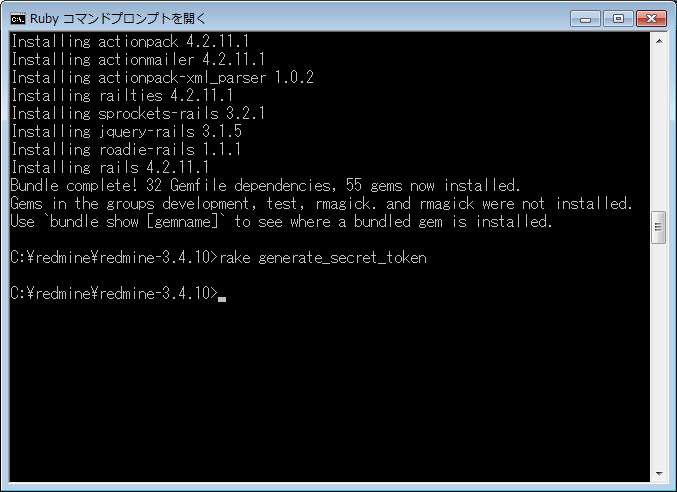 Ruby コマンドプロンプトを開く
Installing actionpack 4.2.11.1
Installing actionmailer 4.2.11.1
Installing actionpack-xml_parser 1.0.2
Installing railties 4.2.11.1
Installing sprockets-rails 3.2.1
Installing jquery-rails 3.1.5
Installing roadie-rails 1.1.1
Installing rails 4.2.11.1
Bundle complete! 32 Gemfile dependencies, 55 gems now installed.
Gems in the groups development, test, rmagick. and rmagick were not installed.
Use `bundle show [gemname]` to see where a bundled gem is installed.
C:¥redmine¥redmine-3.4.10>rake generate_secret_token
C:¥redmine¥redmine-3.4.10>